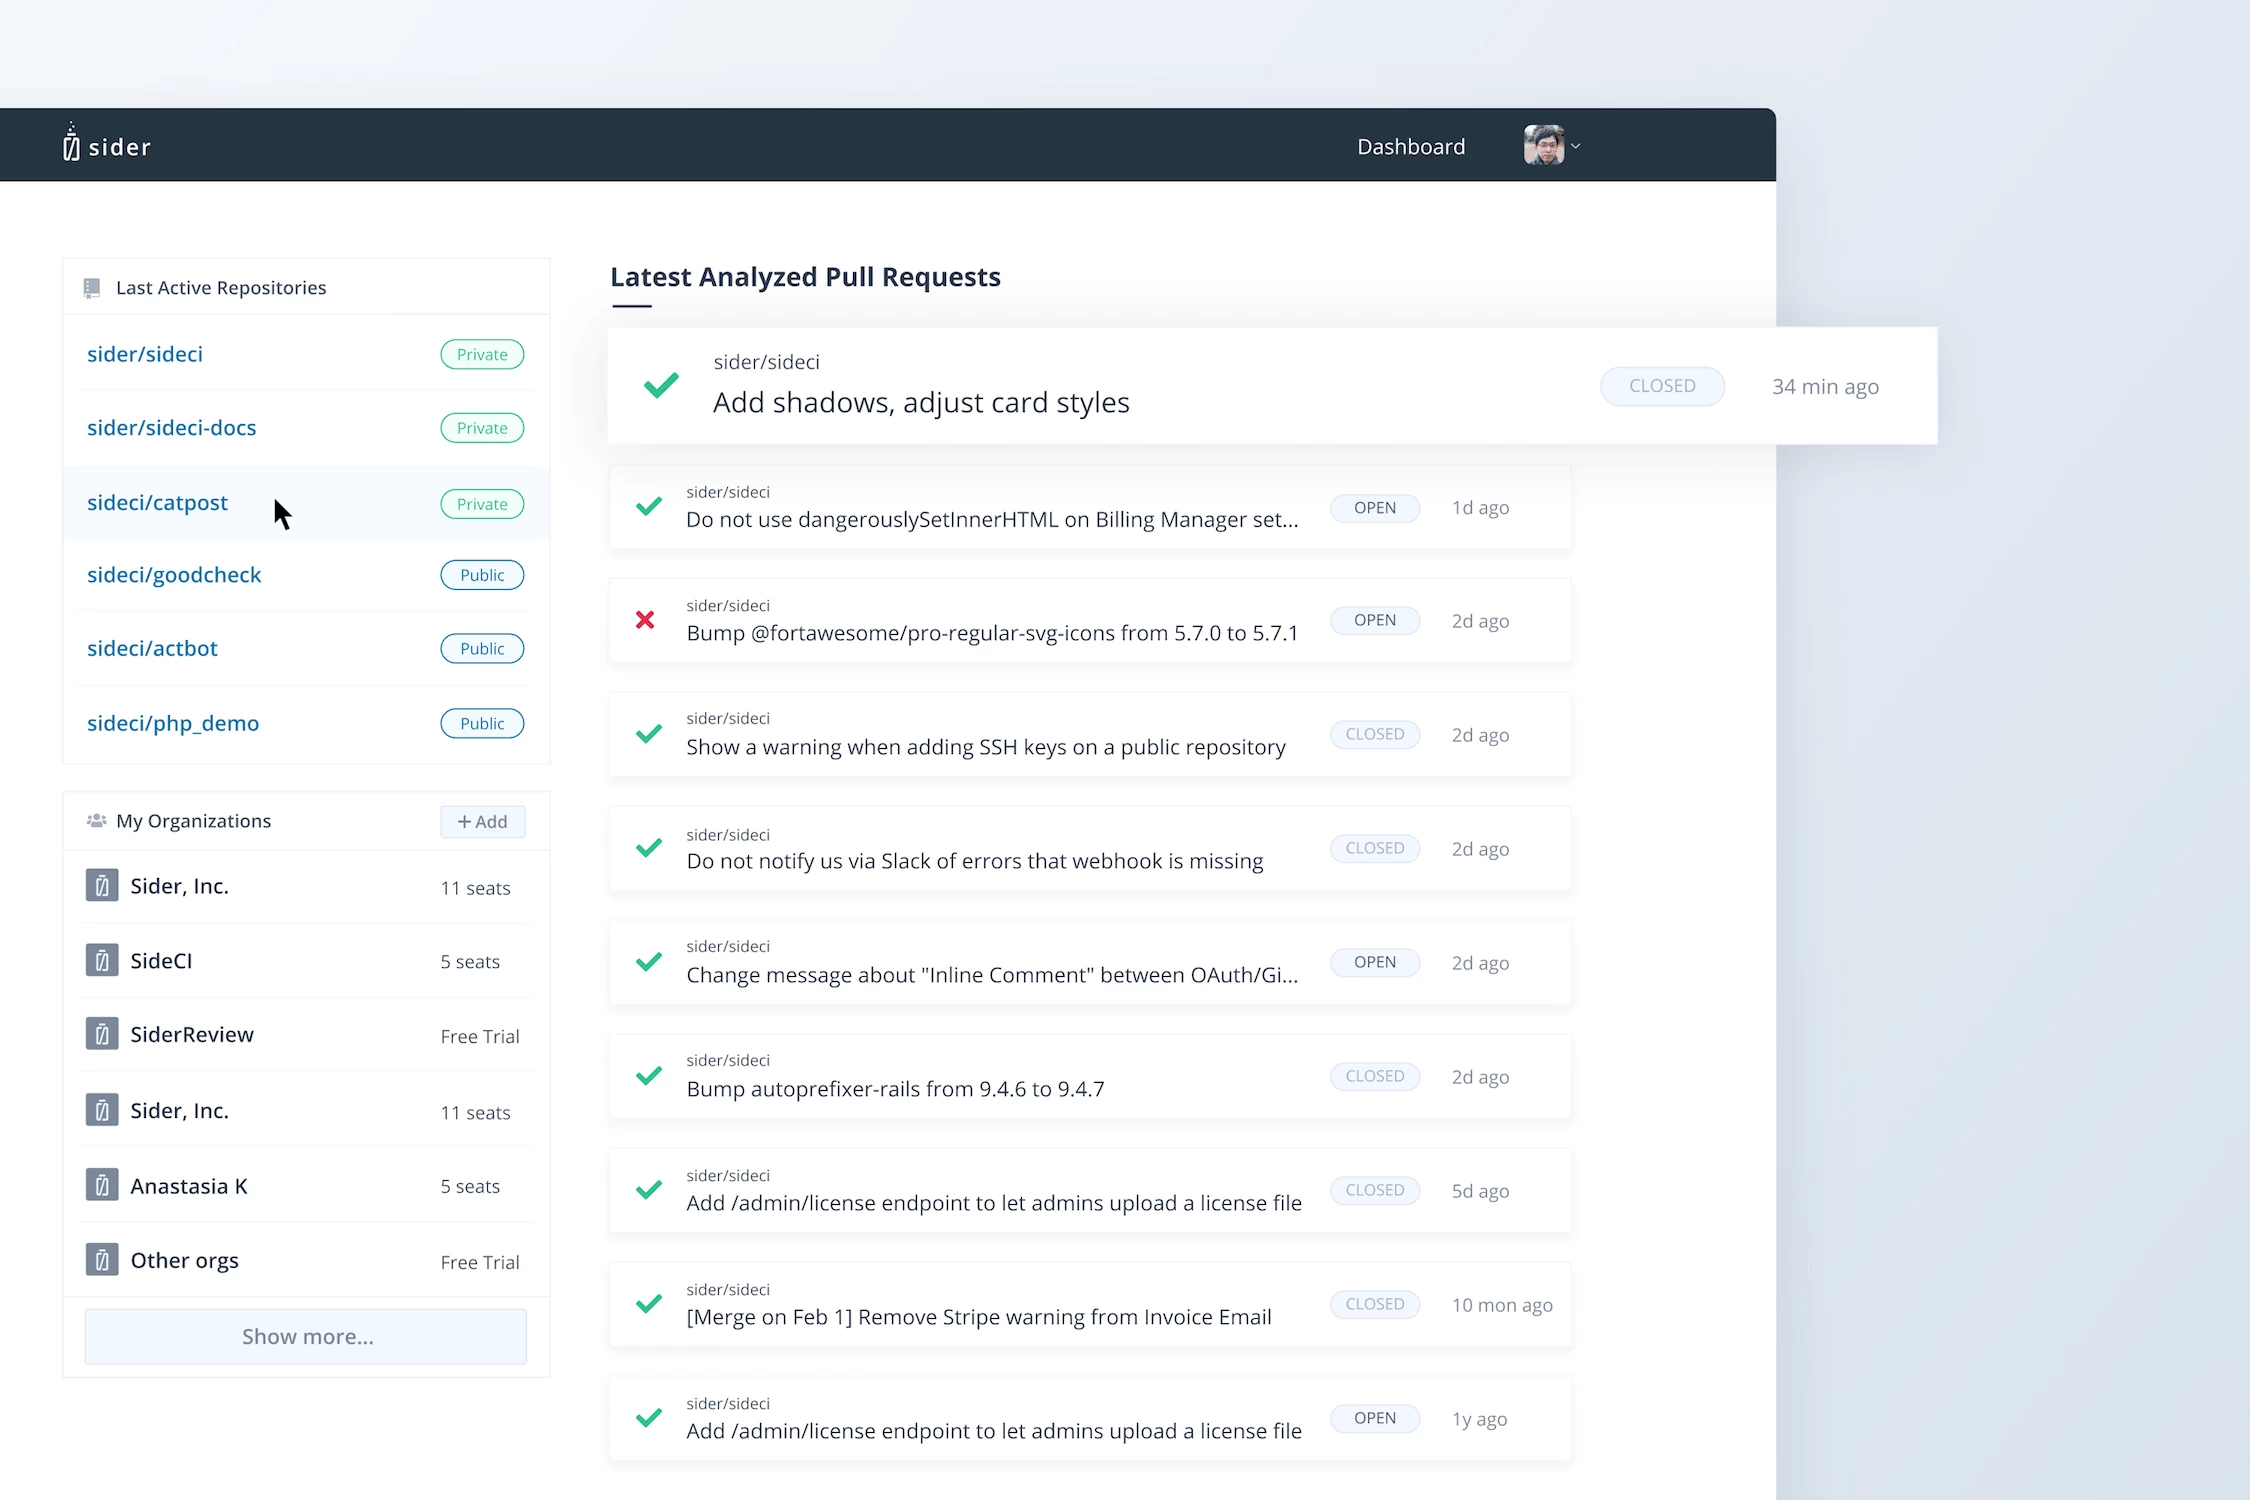 sider
Dashboard
Last Active Repositories
sider/sideci Private
sider/sideci-docs Private
sideci/catpost Private
sideci/goodcheck Public
sideci/actbot Public
sideci/php_demo Public
My Organizations + Add
Sider, Inc. 11 seats
SideCI 5 seats
SiderReview Free Trial
Sider, Inc. 11 seats
Anastasia K 5 seats
Other orgs Free Trial
Show more...
Latest Analyzed Pull Requests
sider/sideci
Add shadows, adjust card styles CLOSED 34 min ago
sider/sideci
Do not use dangerouslySetInnerHTML on Billing Manager set... OPEN 1d ago
sider/sideci
Bump @fortawesome/pro-regular-svg-icons from 5.7.0 to 5.7.1 OPEN 2d ago
sider/sideci
Show a warning when adding SSH keys on a public repository CLOSED 2d ago
sider/sideci
Do not notify us via Slack of errors that webhook is missing CLOSED 2d ago
sider/sideci
Change message about "Inline Comment" between OAuth/Gi... OPEN 2d ago
sider/sideci
Bump autoprefixer-rails from 9.4.6 to 9.4.7 CLOSED 2d ago
sider/sideci
Add /admin/license endpoint to let admins upload a license file CLOSED 5d ago
sider/sideci
[Merge on Feb 1] Remove Stripe warning from Invoice Email CLOSED 10 mon ago
sider/sideci
Add /admin/license endpoint to let admins upload a license file OPEN 1y ago